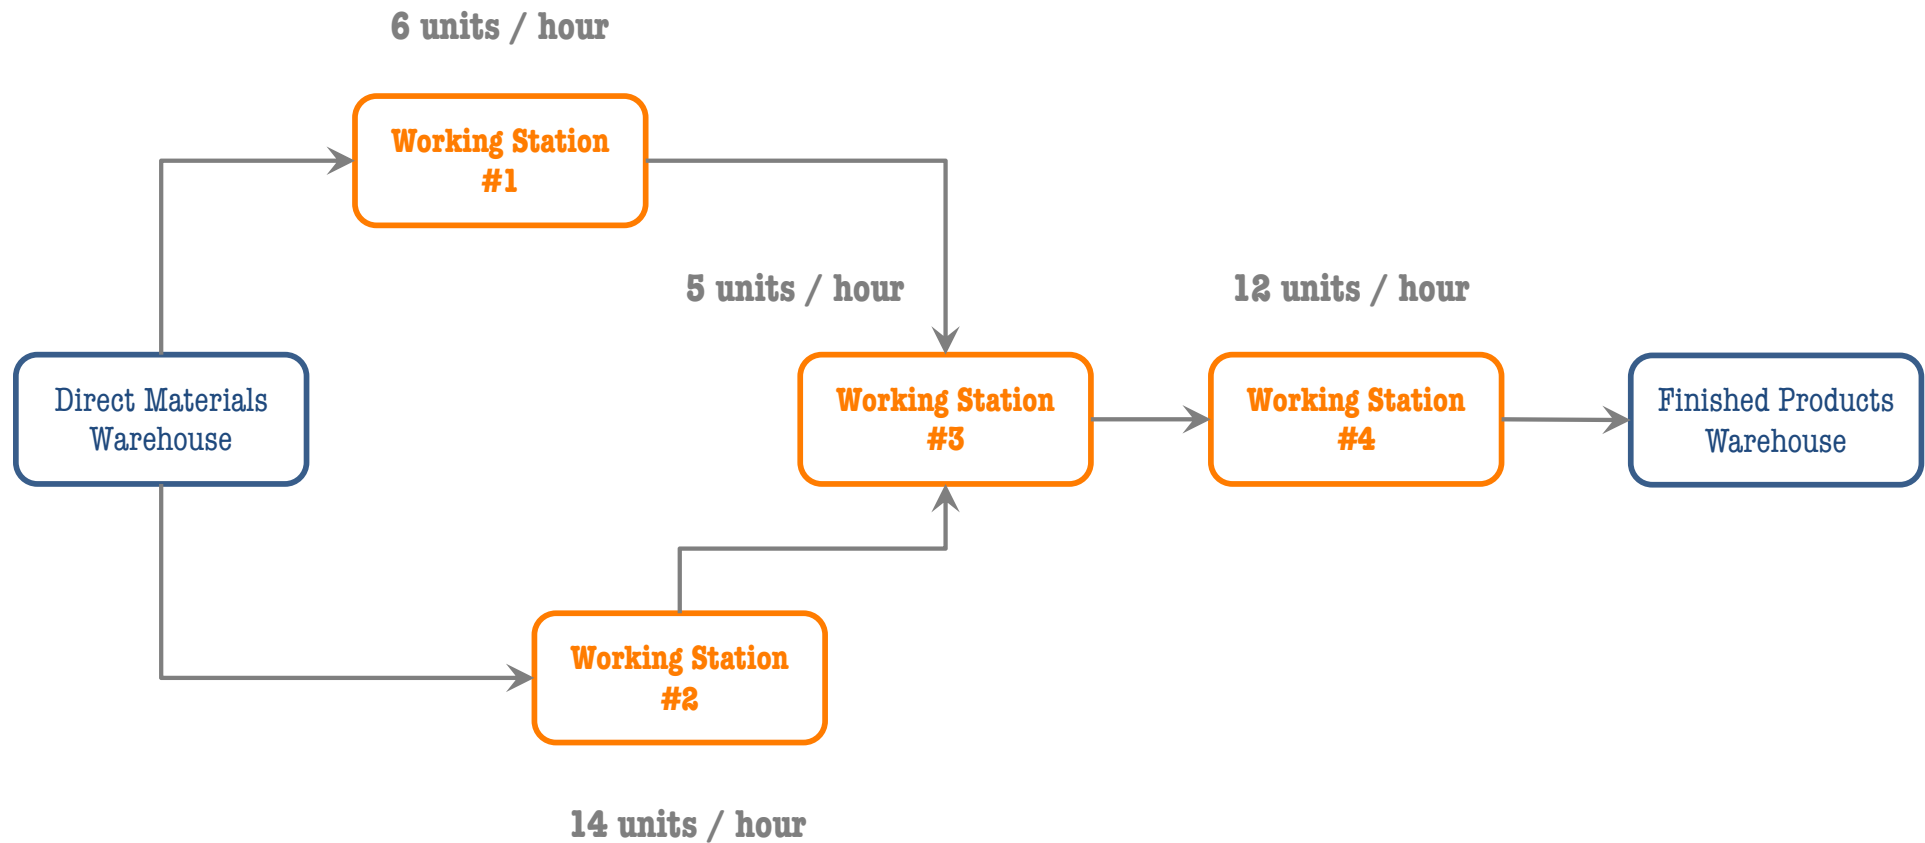 6 units / hour
Working Station
#1
5 units / hour
12 units / hour
Direct Materials
Warehouse
Working Station
#3
Working Station
#4
Finished Products
Warehouse
Working Station
#2
14 units / hour